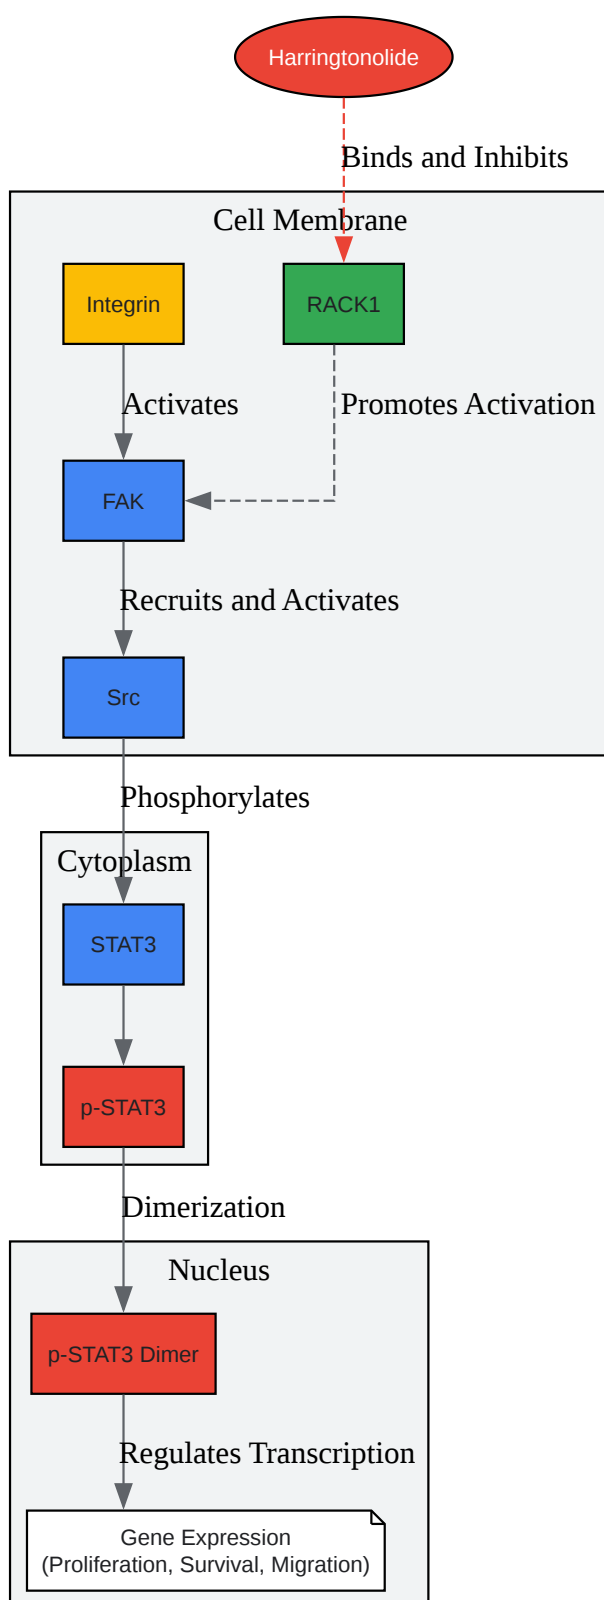 Harringtonolide
Binds and Inhibits
Cell Membrane
Integrin
RACK1
Activates
Promotes Activation
FAK
Recruits and Activates
Src
Phosphorylates
Cytoplasm
STAT3
p-STAT3
Dimerization
Nucleus
p-STAT3 Dimer
Regulates Transcription
Gene Expression
(Proliferation, Survival, Migration)